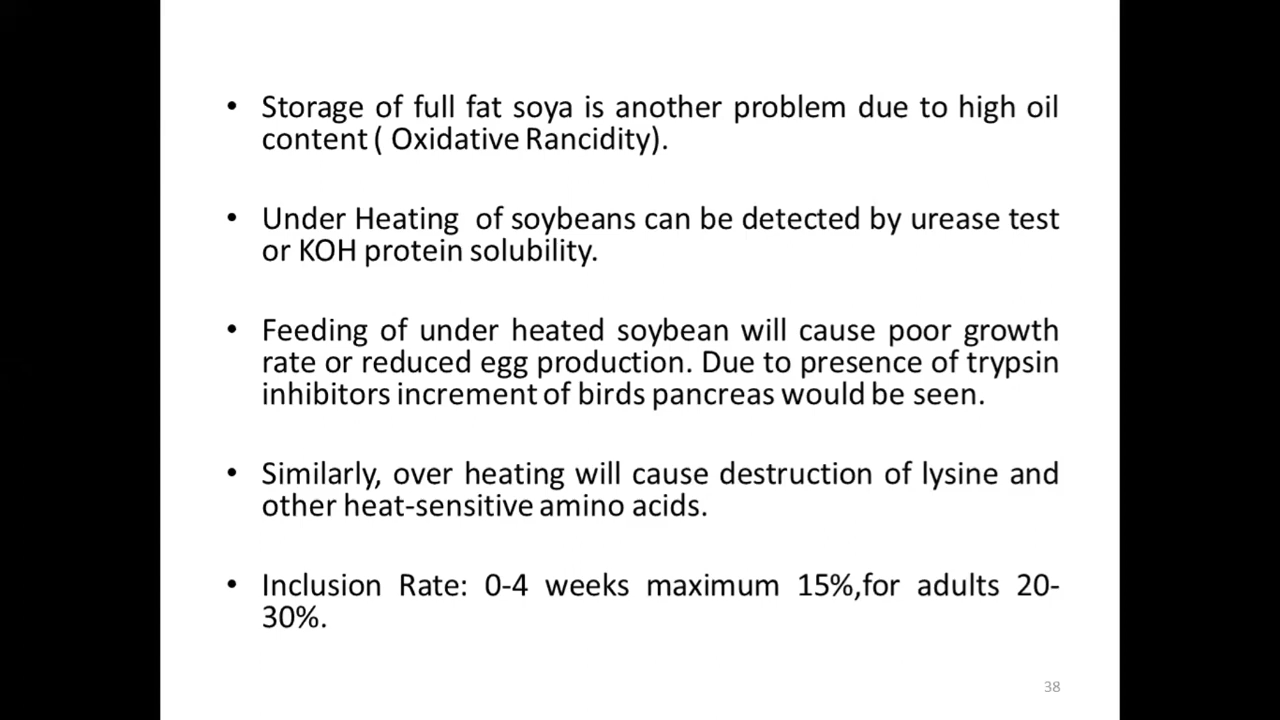 • Storage of full fat soya is another problem due to high oil
content ( Oxidative Rancidity).
• Under Heating  of soybeans can be detected by urease test
or KOH protein solubility.
• Feeding of under heated soybean will cause poor growth
rate or reduced egg production. Due to presence of trypsin
inhibitors increment of birds pancreas would be seen.
• Similarly, over heating will cause destruction of lysine and
other heat-sensitive amino acids.
• Inclusion Rate: 0-4 weeks maximum 15%,for adults 20-
30%.
38